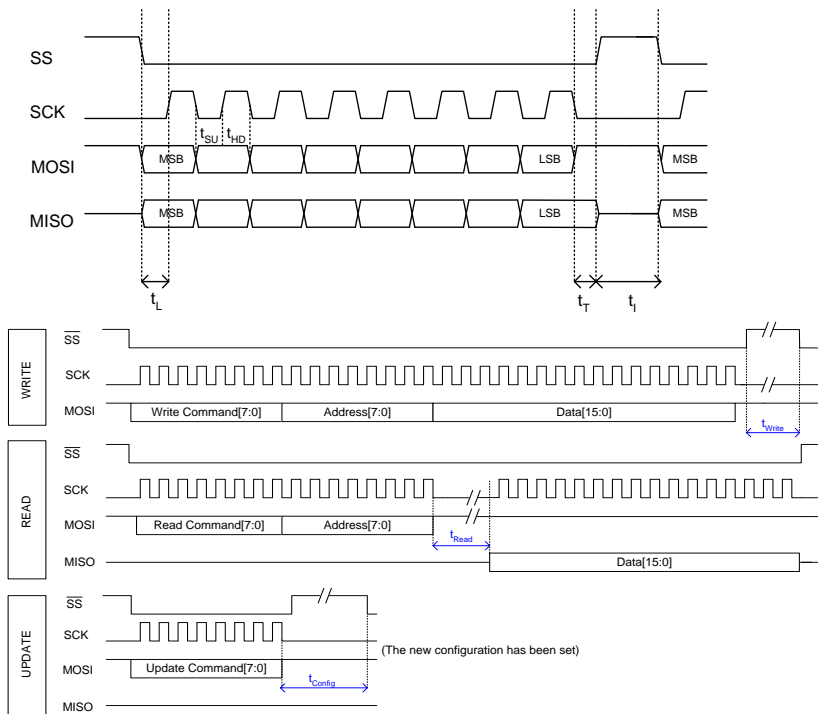 SS
SCK
tSU tHD
MOSI MSB LSB MSB
MISO MSB LSB MSB
tL tT tI
WRITE
SS
SCK
MOSI Write Command[7:0] Address[7:0] Data[15:0]
tWrite
READ
SS
SCK
MOSI Read Command[7:0] Address[7:0]
tRead
MISO Data[15:0]
UPDATE
SS
SCK
(The new configuration has been set)
MOSI Update Command[7:0]
tConfig
MISO